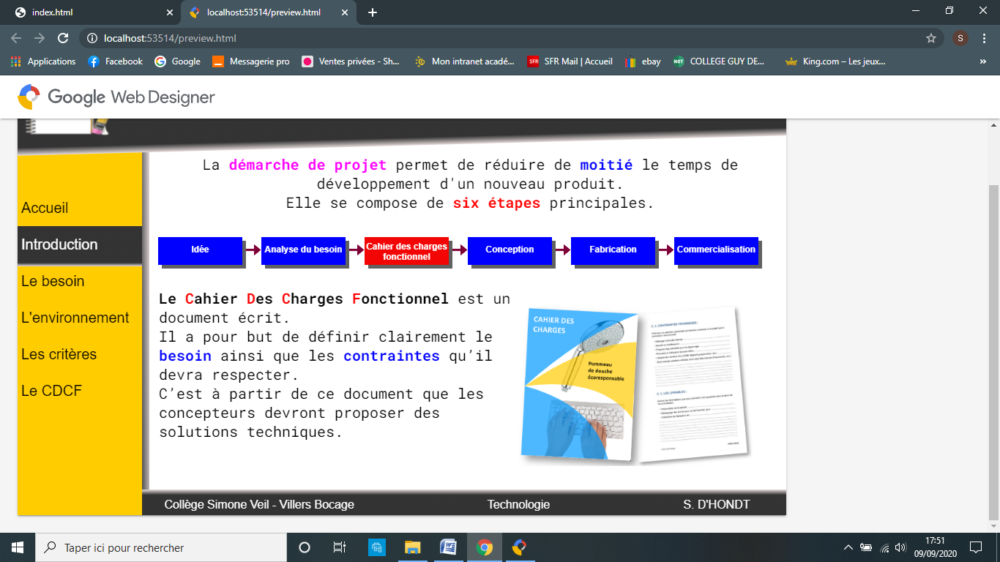 index.html
localhost:53514/preview.html
localhost:53514/preview.html
S
Applications
Facebook
Google
Messagerie pro
Ventes privées - Sh...
Mon intranet acadé...
SFR
SFR Mail | Accueil
ebay
NOT
COLLEGE GUY DE...
King.com – Les jeux...
»
Google Web Designer
La démarche de projet permet de réduire de moitié le temps de
développement d'un nouveau produit.
Elle se compose de six étapes principales.
Idée
Analyse du besoin
Cahier des charges
fonctionnel
Conception
Fabrication
Commercialisation
Accueil
Introduction
Le besoin
L'environnement
Les critères
Le CDCF
Le Cahier Des Charges Fonctionnel est un
document écrit.
Il a pour but de définir clairement le
besoin ainsi que les contraintes qu’il
devra respecter.
C’est à partir de ce document que les
concepteurs devront proposer des
solutions techniques.
CAHIER DES
CHARGES
Pommeau
de douche
écoresponsable
Collège Simone Veil - Villers Bocage
Technologie
S. D'HONDT
Taper ici pour rechercher
17:51
09/09/2020